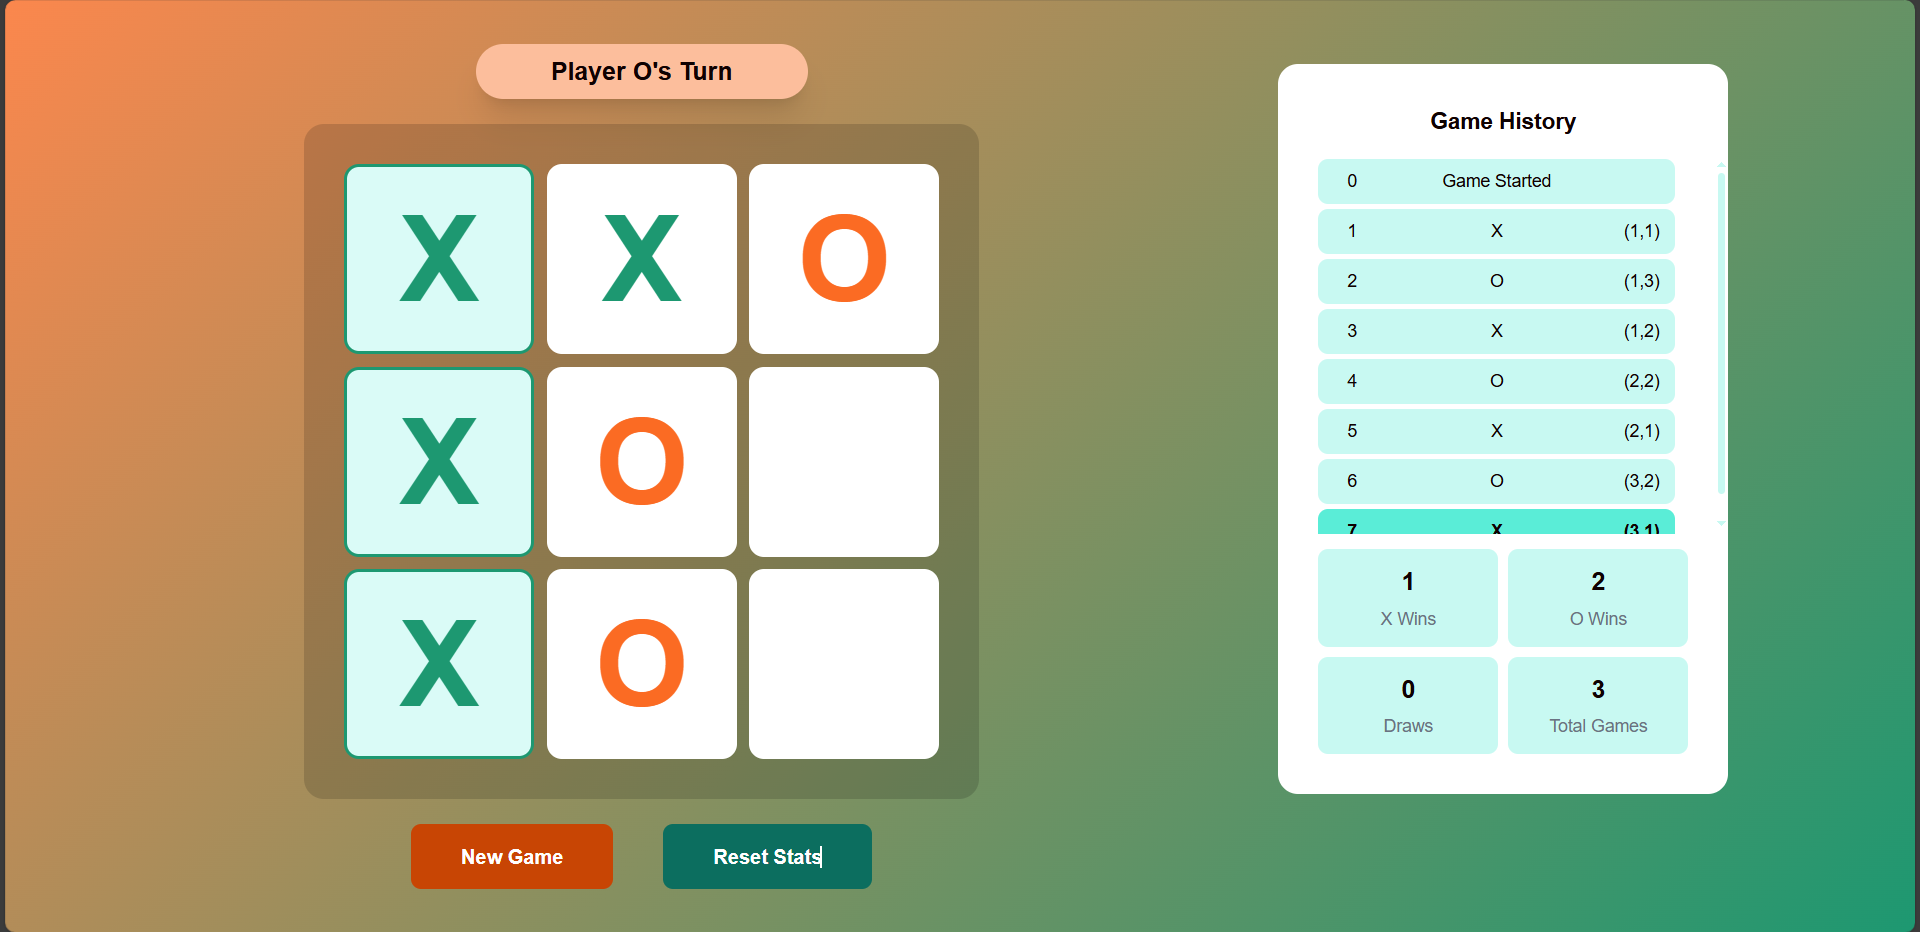 Player O's Turn
X X O
X O
X O
New Game
Reset Stats
Game History
0 Game Started
1 X (1,1)
2 O (1,3)
3 X (1,2)
4 O (2,2)
5 X (2,1)
6 O (3,2)
7 X (3,1)
1
X Wins
2
O Wins
0
Draws
3
Total Games